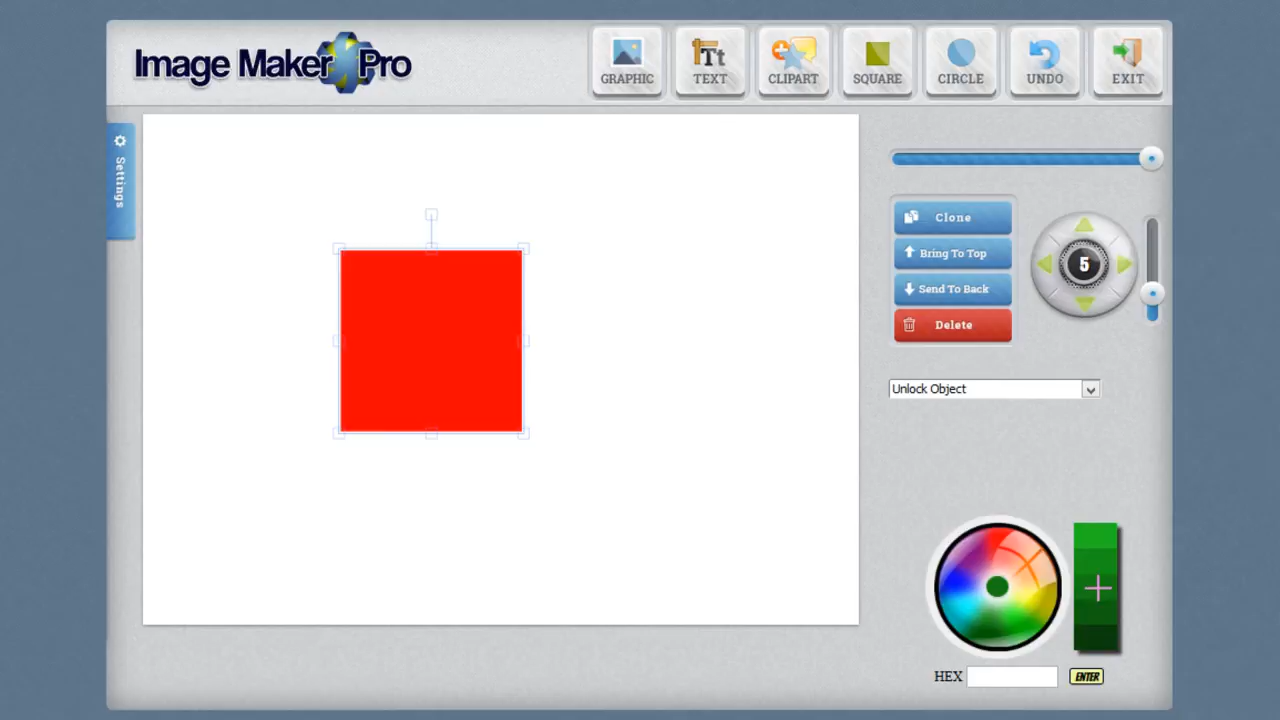 Image Maker Pro
GRAPHIC
TEXT
CLIPART
SQUARE
CIRCLE
UNDO
EXIT
Tt
Settings
Clone
Bring To Top
Send To Back
Delete
5
Unlock Object
HEX
ENTER